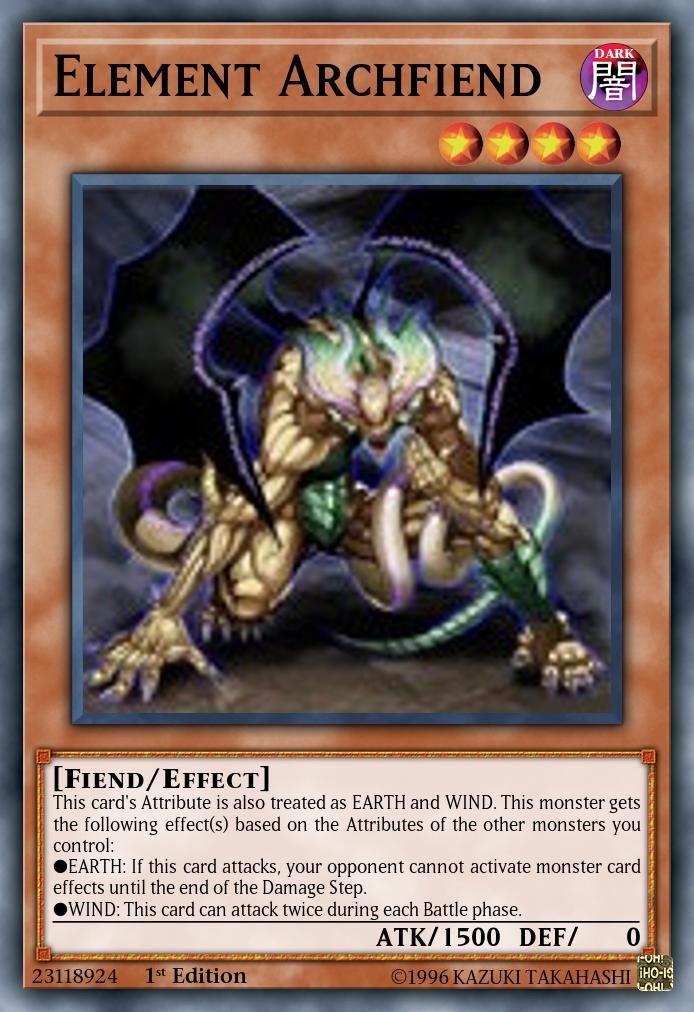 ELEMENT ARCHFIEND
DARK
闇
[FIEND/EFFECT]
This card's Attribute is also treated as EARTH and WIND. This monster gets
the following effect(s) based on the Attributes of the other monsters you
control:
●EARTH: If this card attacks, your opponent cannot activate monster card
effects until the end of the Damage Step.
●WIND: This card can attack twice during each Battle phase.
ATK/1500 DEF/ 0
23118924 1st Edition ©1996 KAZUKI TAKAHASHI